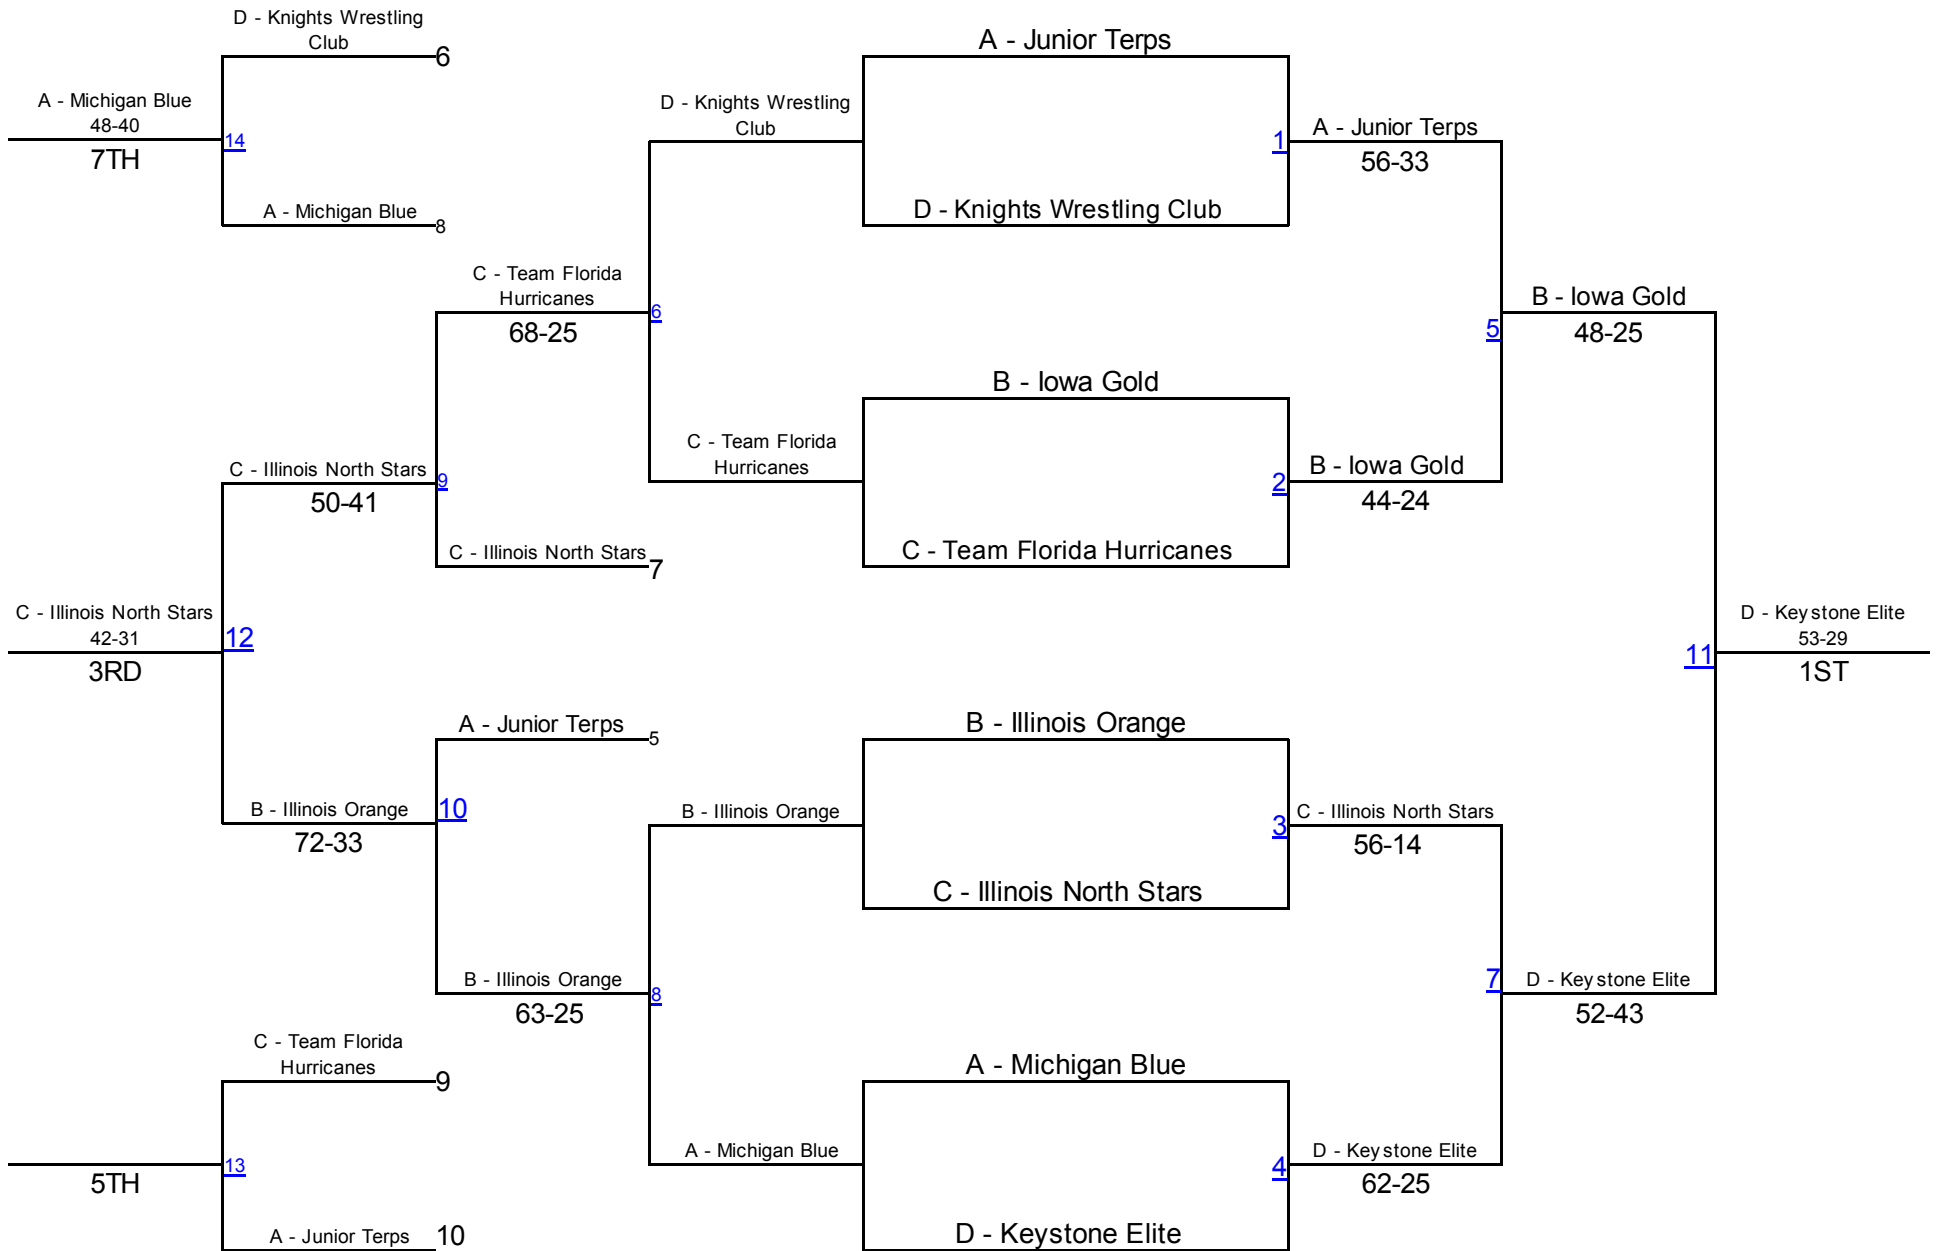 D - Knights Wrestling
Club
6
A - Junior Terps
A - Michigan Blue
48-40
7TH
14
D - Knights Wrestling
Club
1
A - Junior Terps
56-33
A - Michigan Blue
8
D - Knights Wrestling Club
C - Team Florida
Hurricanes
68-25
6
B - Iowa Gold
48-25
5
B - Iowa Gold
C - Illinois North Stars
50-41
9
C - Team Florida
Hurricanes
2
B - Iowa Gold
44-24
C - Illinois North Stars
7
C - Team Florida Hurricanes
C - Illinois North Stars
42-31
3RD
12
11
D - Keystone Elite
53-29
1ST
A - Junior Terps
5
B - Illinois Orange
B - Illinois Orange
72-33
10
B - Illinois Orange
3
C - Illinois North Stars
56-14
C - Illinois North Stars
B - Illinois Orange
63-25
8
7
D - Keystone Elite
52-43
C - Team Florida
Hurricanes
9
A - Michigan Blue
5TH
13
A - Michigan Blue
4
D - Keystone Elite
62-25
A - Junior Terps
10
D - Keystone Elite